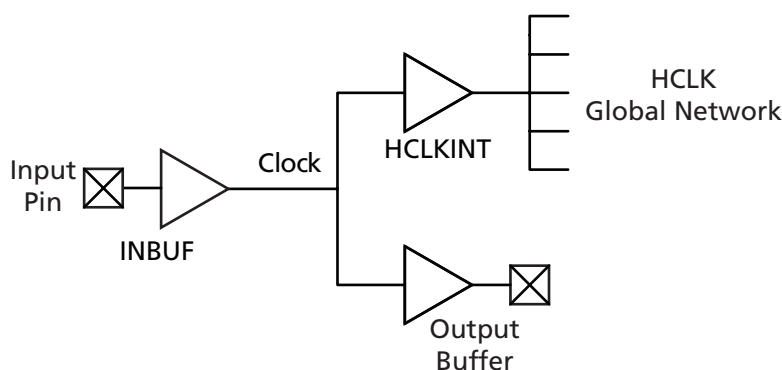 Input
Pin
INBUF
Clock
HCLKINT
HCLK
Global Network
Output
Buffer